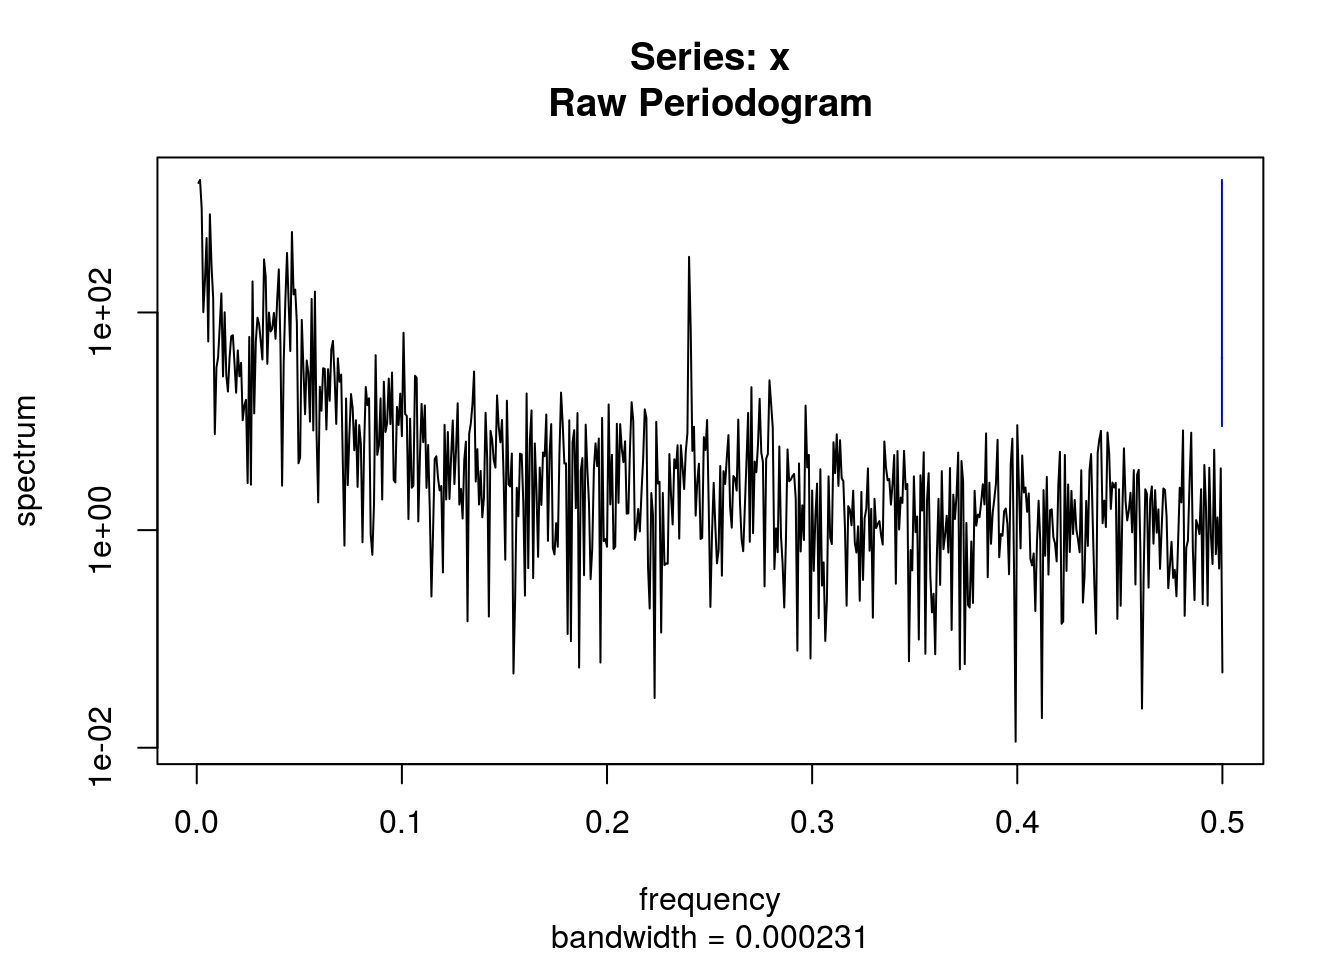 Series: x
Raw Periodogram
spectrum
1e+02
1e+00
1e-02
0.0 0.1 0.2 0.3 0.4 0.5
frequency
bandwidth = 0.000231